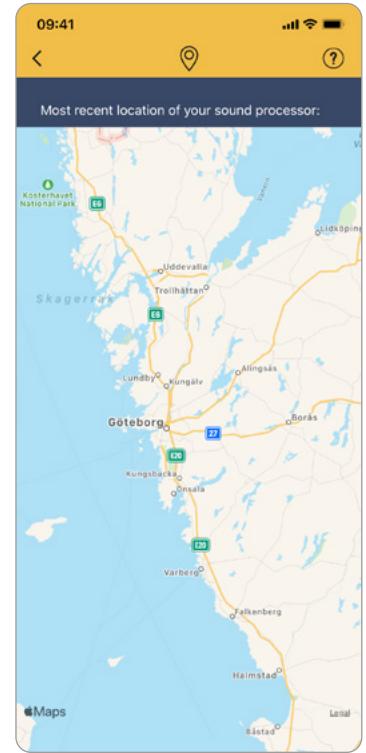 09:41
?
Most recent location of your sound processor:
Kosterhavet
National Park
E6
Vänern
Lidköping
Uddevalla
Trollhättan
Skagerrak
E6
Lundby
Kungälv
Alingsås
Göteborg
27
Borås
E20
Kungsbacka
Onsala
E20
Varberg
Falkenberg
Halmstad
Maps
Legal
Båstad